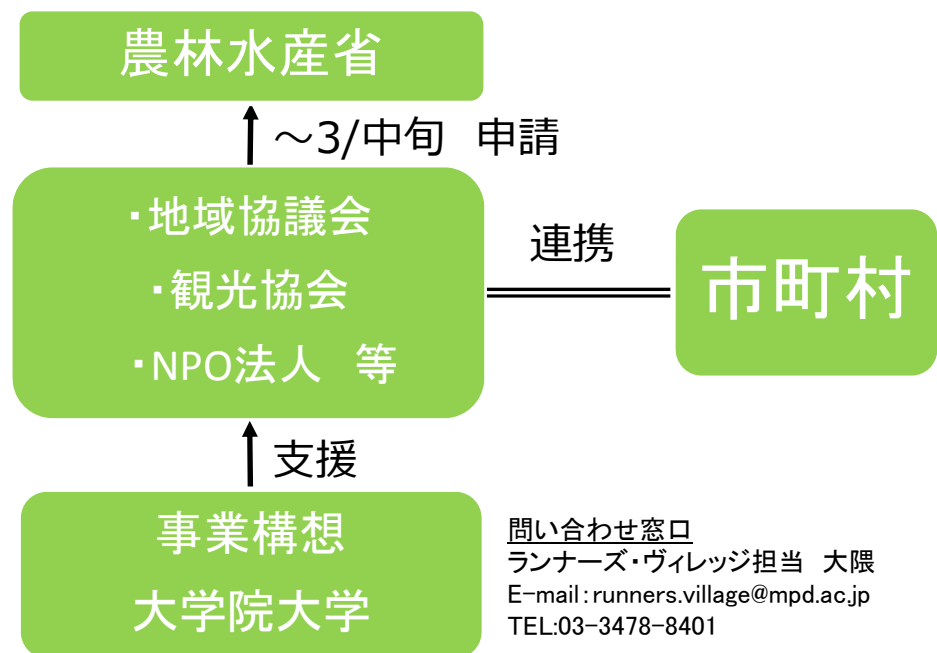 農林水産省
～3/中旬　申請
・地域協議会
・観光協会
・NPO法人　等
連携
市町村
支援
事業構想
大学院大学
問い合わせ窓口
ランナーズ・ヴィレッジ担当　大隈
E-mail：runners.village@mpd.ac.jp
TEL:03-3478-8401